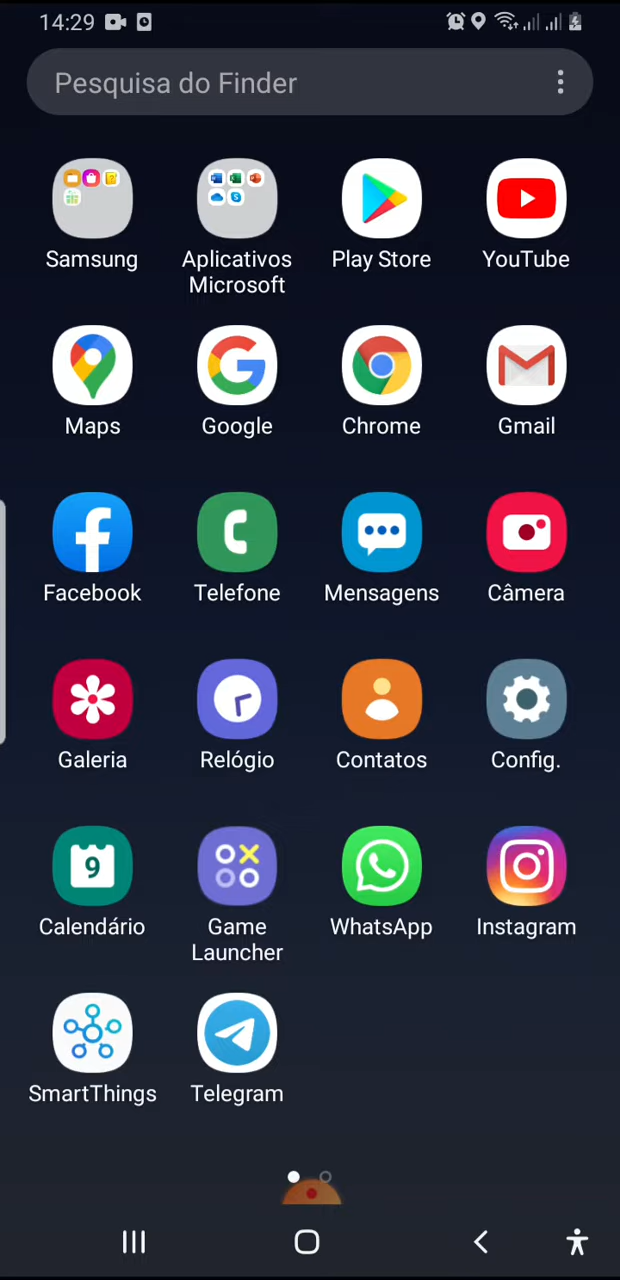 14:29
Pesquisa do Finder
Samsung
Aplicativos
Microsoft
Play Store
YouTube
Maps
Google
Chrome
Gmail
Facebook
Telefone
Mensagens
Câmera
Galeria
Relógio
Contatos
Config.
9
Calendário
Game
Launcher
WhatsApp
Instagram
SmartThings
Telegram